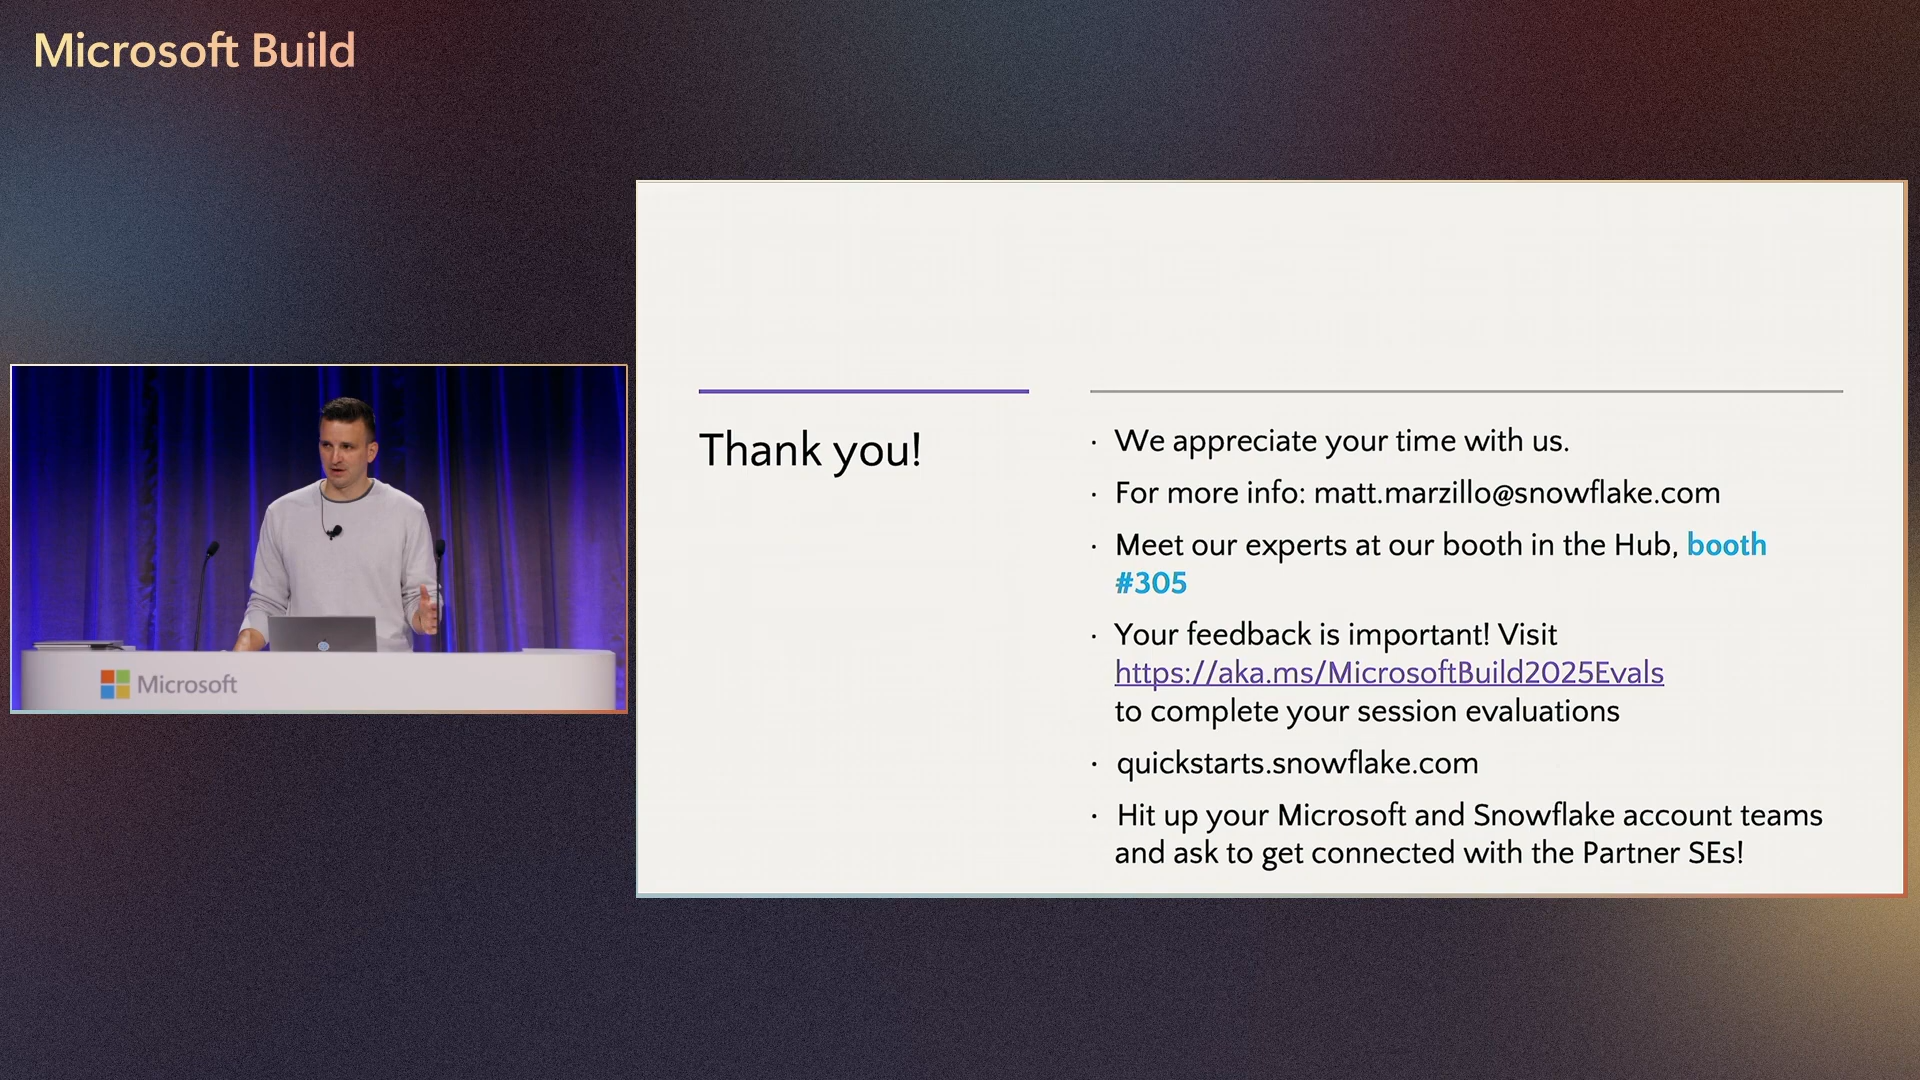 Microsoft Build
Microsoft
Thank you!
· We appreciate your time with us.
· For more info: matt.marzillo@snowflake.com
· Meet our experts at our booth in the Hub, booth
#305
· Your feedback is important! Visit
https://aka.ms/MicrosoftBuild2025Evals
to complete your session evaluations
· quickstarts.snowflake.com
· Hit up your Microsoft and Snowflake account teams
and ask to get connected with the Partner SEs!